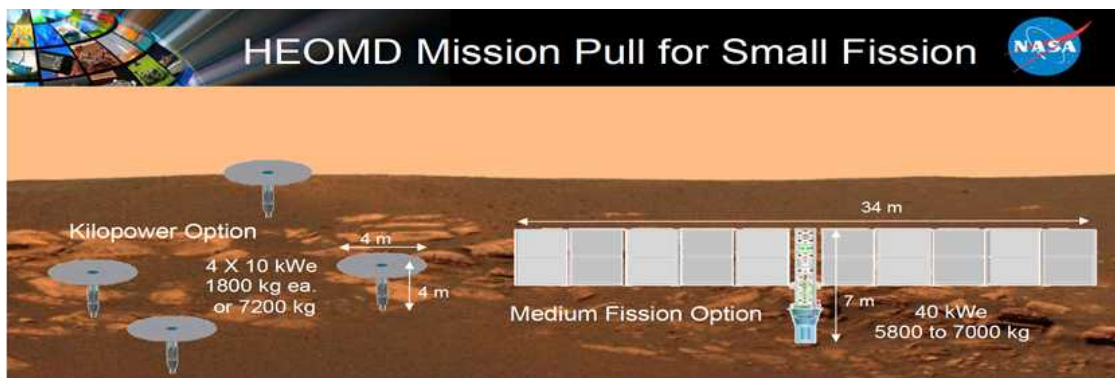 HEOMD Mission Pull for Small Fission
NASA
Kilopower Option
4 m
4 X 10 kWe
1800 kg ea.
or 7200 kg
4 m
34 m
7 m
Medium Fission Option
40 kWe
5800 to 7000 kg